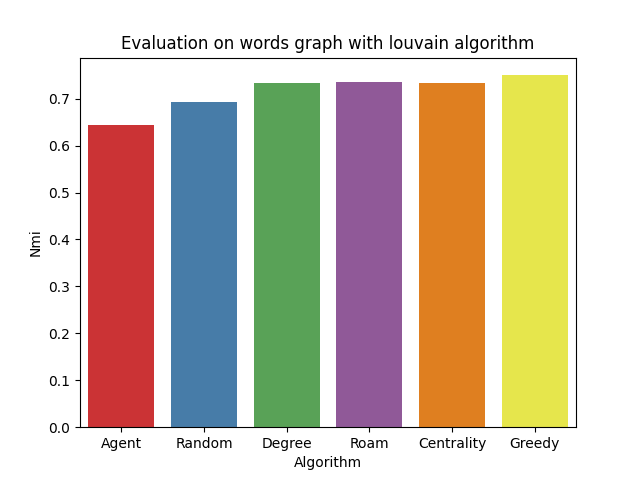 Evaluation on words graph with louvain algorithm
Nmi
0.7
0.6
0.5
0.4
0.3
0.2
0.1
0.0
Agent Random Degree Roam Centrality Greedy
Algorithm